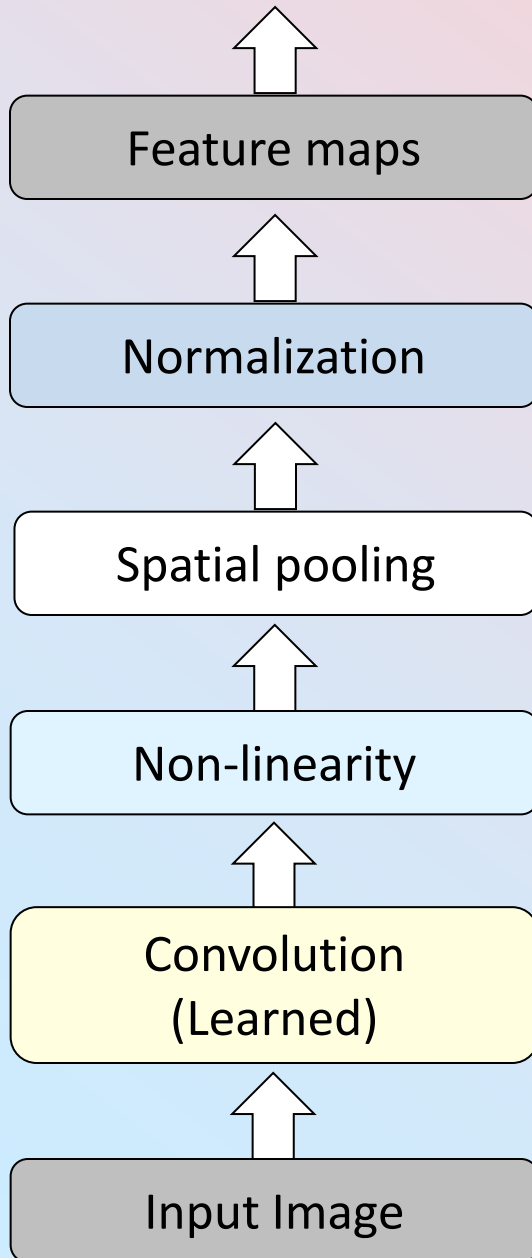 Feature maps
Normalization
Spatial pooling
Non-linearity
Convolution
(Learned)
Input Image